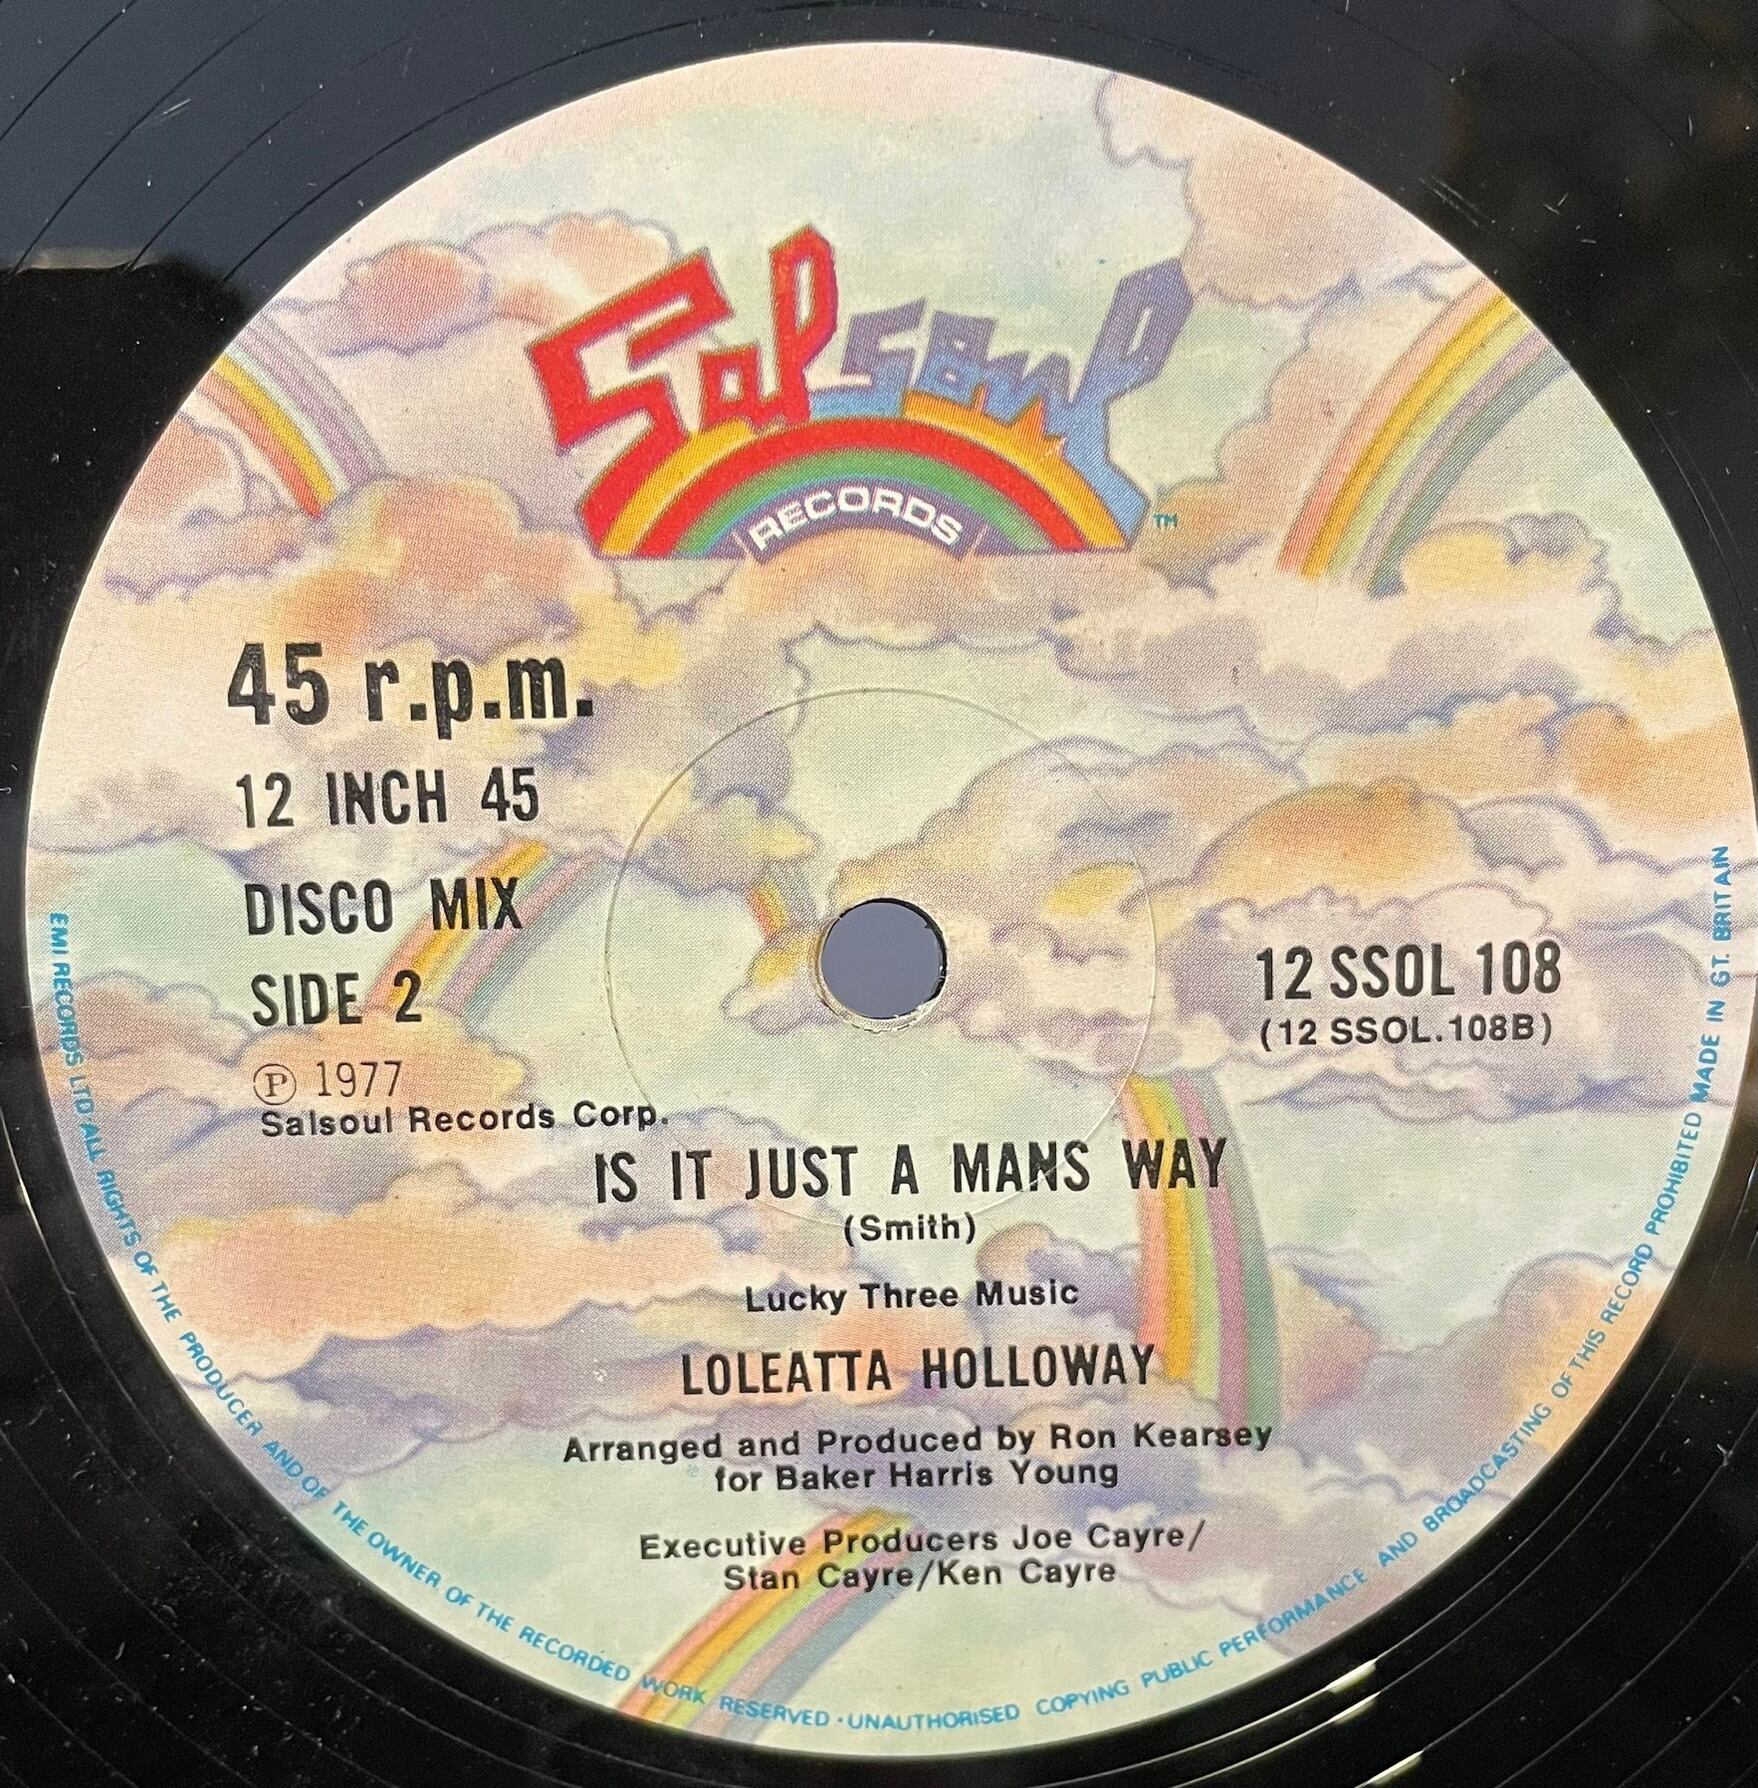 Salsoul
RECORDS
TM
45 r.p.m.
12 INCH 45
DISCO MIX
SIDE 2
℗ 1977
Salsoul Records Corp.
12 SSOL 108
(12 SSOL.108B)
IS IT JUST A MANS WAY
(Smith)
Lucky Three Music
LOLEATTA HOLLOWAY
Arranged and Produced by Ron Kearsey
for Baker Harris Young
Executive Producers Joe Cayre/
Stan Cayre/Ken Cayre
EMI RECORDS LTD·ALL RIGHTS OF THE PRODUCER AND OF THE OWNER OF THE RECORDED WORK RESERVED·UNAUTHORISED COPYING PUBLIC PERFORMANCE AND BROADCASTING OF THIS RECORD PROHIBITED MADE IN GT. BRITAIN